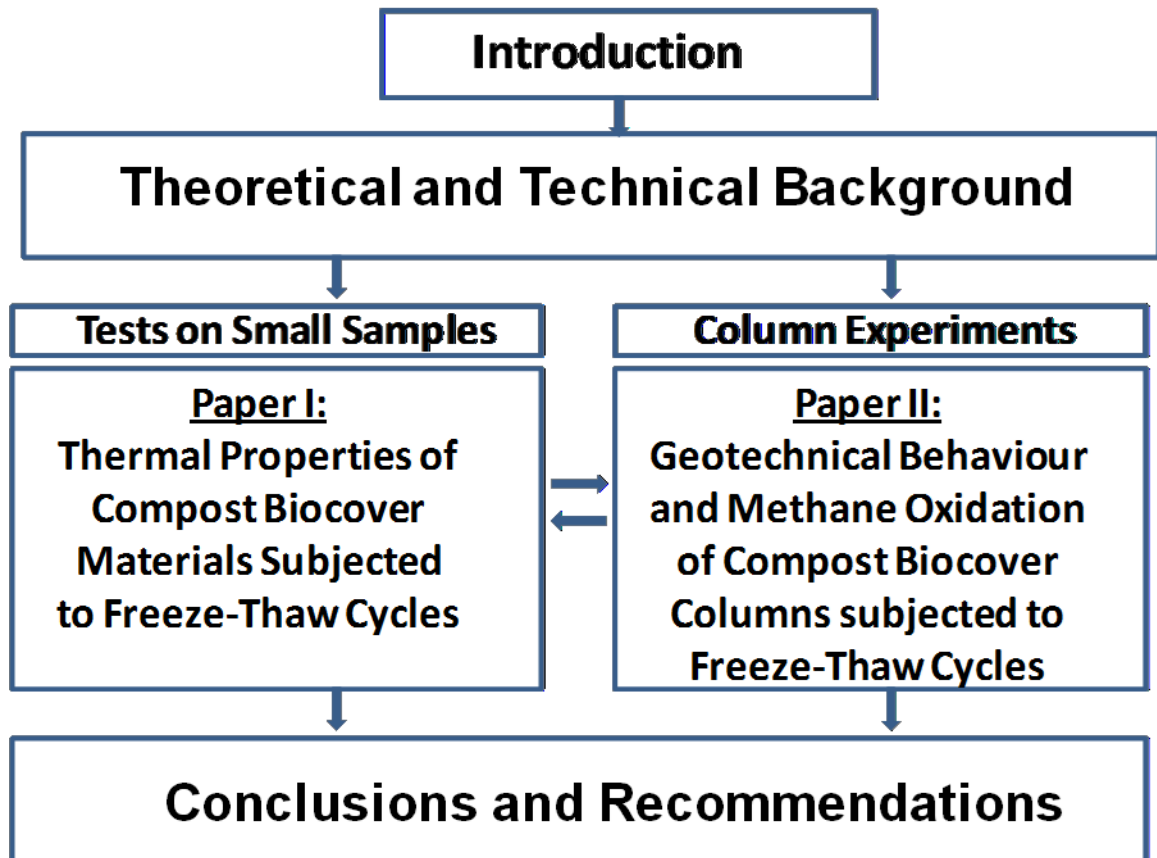 Introduction
Theoretical and Technical Background
Tests on Small Samples
Paper I:
Thermal Properties of
Compost Biocover
Materials Subjected
to Freeze-Thaw Cycles
Column Experiments
Paper II:
Geotechnical Behaviour
and Methane Oxidation
of Compost Biocover
Columns subjected to
Freeze-Thaw Cycles
Conclusions and Recommendations